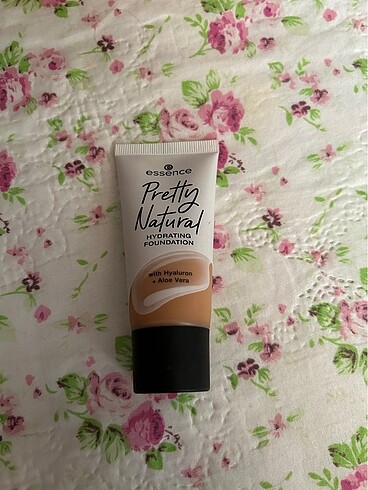 essence
Pretty
Natural
HYDRATING
FOUNDATION
with Hyaluron
+ Aloe Vera